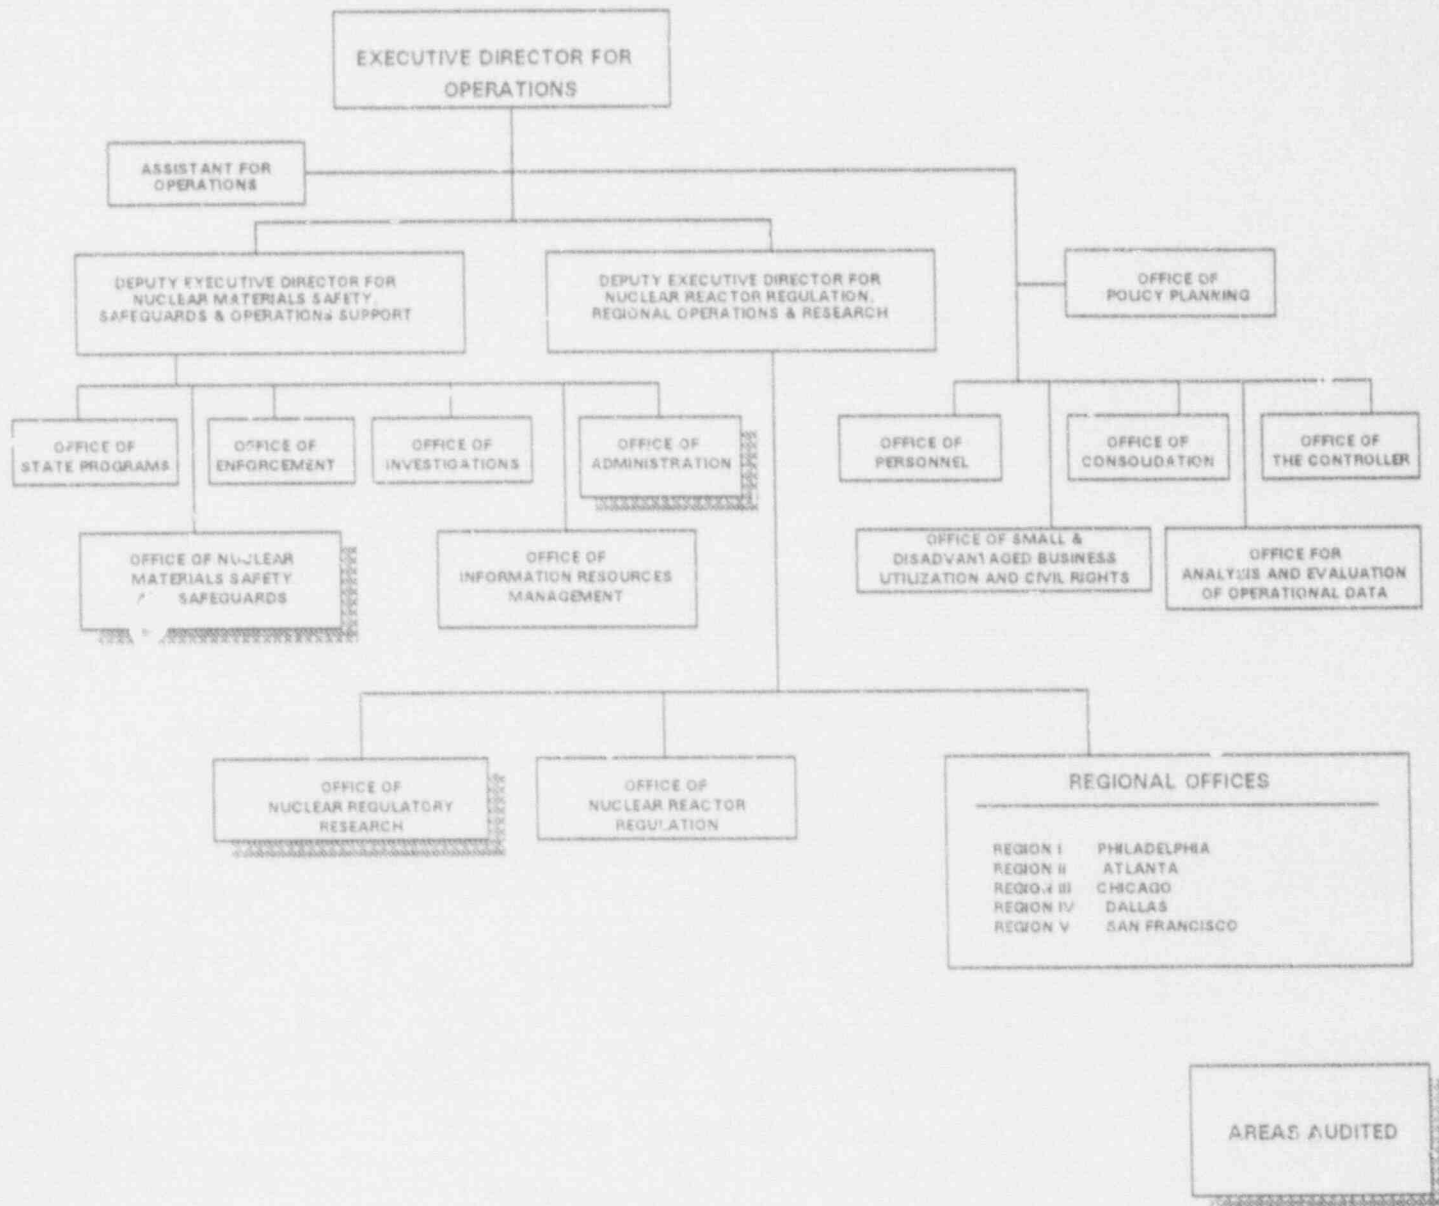 EXECUTIVE DIRECTOR FOR
OPERATIONS
ASSISTANT FOR
OPERATIONS
DEPUTY EXECUTIVE DIRECTOR FOR
NUCLEAR MATERIALS SAFETY,
SAFEGUARDS & OPERATIONS SUPPORT
DEPUTY EXECUTIVE DIRECTOR FOR
NUCLEAR REACTOR REGULATION,
REGIONAL OPERATIONS & RESEARCH
OFFICE OF
POLICY PLANNING
OFFICE OF
STATE PROGRAMS
OFFICE OF
ENFORCEMENT
OFFICE OF
INVESTIGATIONS
OFFICE OF
ADMINISTRATION
OFFICE OF
PERSONNEL
OFFICE OF
CONSOLIDATION
OFFICE OF
THE CONTROLLER
OFFICE OF NUCLEAR
MATERIALS SAFETY
SAFEGUARDS
OFFICE OF
INFORMATION RESOURCES
MANAGEMENT
OFFICE OF SMALL &
DISADVANTAGED BUSINESS
UTILIZATION AND CIVIL RIGHTS
OFFICE FOR
ANALYSIS AND EVALUATION
OF OPERATIONAL DATA
OFFICE OF
NUCLEAR REGULATORY
RESEARCH
OFFICE OF
NUCLEAR REACTOR
REGULATION
REGIONAL OFFICES
REGION I PHILADELPHIA
REGION II ATLANTA
REGION III CHICAGO
REGION IV DALLAS
REGION V SAN FRANCISCO
AREAS AUDITED